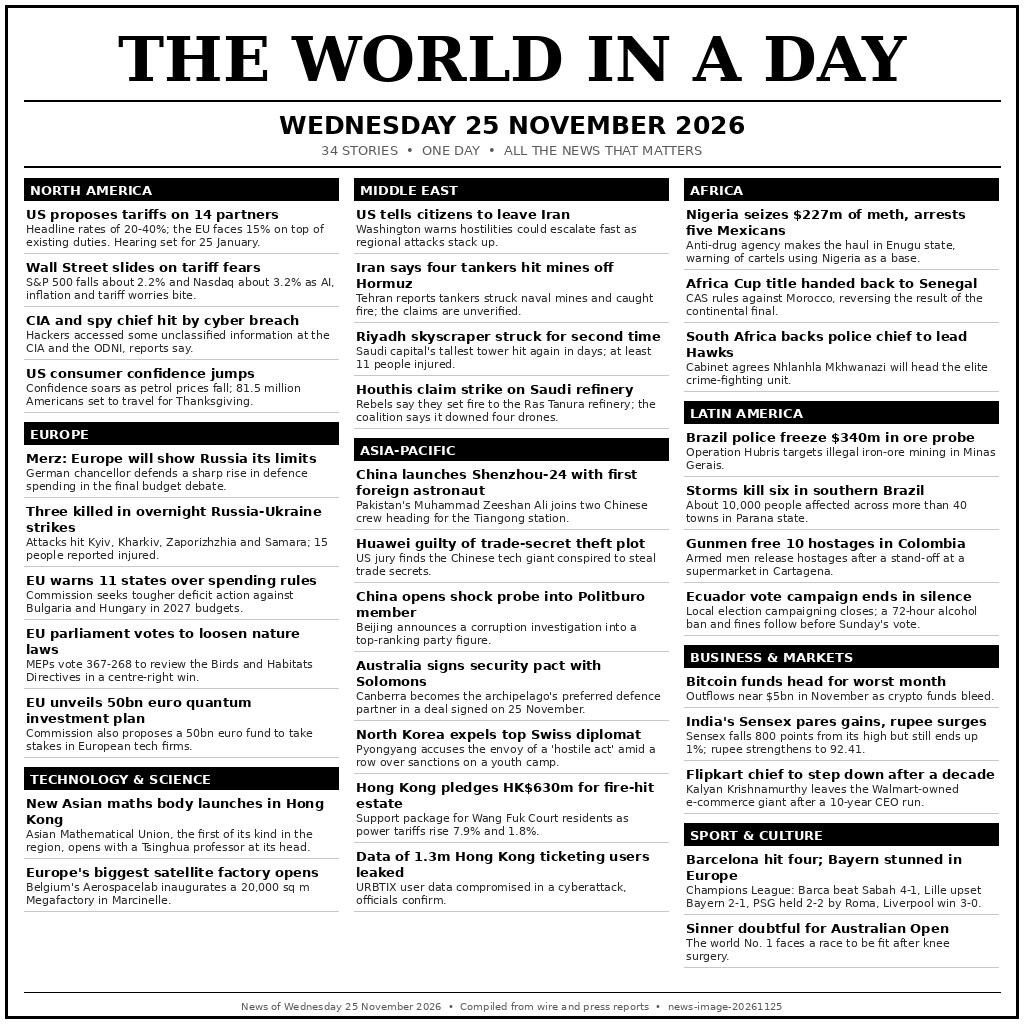 THE WORLD IN A DAY
WEDNESDAY 25 NOVEMBER 2026
34 STORIES • ONE DAY • ALL THE NEWS THAT MATTERS
NORTH AMERICA
US proposes tariffs on 14 partners
Headline rates of 20-40%; the EU faces 15% on top of
existing duties. Hearing set for 25 January.
Wall Street slides on tariff fears
S&P 500 falls about 2.2% and Nasdaq about 3.2% as AI,
inflation and tariff worries bite.
CIA and spy chief hit by cyber breach
Hackers accessed some unclassified information at the
CIA and the ODNI, reports say.
US consumer confidence jumps
Confidence soars as petrol prices fall; 81.5 million
Americans set to travel for Thanksgiving.
EUROPE
Merz: Europe will show Russia its limits
German chancellor defends a sharp rise in defence
spending in the final budget debate.
Three killed in overnight Russia-Ukraine
strikes
Attacks hit Kyiv, Kharkiv, Zaporizhzhia and Samara; 15
people reported injured.
EU warns 11 states over spending rules
Commission seeks tougher deficit action against
Bulgaria and Hungary in 2027 budgets.
EU parliament votes to loosen nature
laws
MEPs vote 367-268 to review the Birds and Habitats
Directives in a centre-right win.
EU unveils 50bn euro quantum
investment plan
Commission also proposes a 50bn euro fund to take
stakes in European tech firms.
TECHNOLOGY & SCIENCE
New Asian maths body launches in Hong
Kong
Asian Mathematical Union, the first of its kind in the
region, opens with a Tsinghua professor at its head.
Europe's biggest satellite factory opens
Belgium's Aerospacelab inaugurates a 20,000 sq m
Megafactory in Marcinelle.
MIDDLE EAST
US tells citizens to leave Iran
Washington warns hostilities could escalate fast as
regional attacks stack up.
Iran says four tankers hit mines off
Hormuz
Tehran reports tankers struck naval mines and caught
fire; the claims are unverified.
Riyadh skyscraper struck for second time
Saudi capital's tallest tower hit again in days; at least
11 people injured.
Houthis claim strike on Saudi refinery
Rebels say they set fire to the Ras Tanura refinery; the
coalition says it downed four drones.
ASIA-PACIFIC
China launches Shenzhou-24 with first
foreign astronaut
Pakistan's Muhammad Zeeshan Ali joins two Chinese
crew heading for the Tiangong station.
Huawei guilty of trade-secret theft plot
US jury finds the Chinese tech giant conspired to steal
trade secrets.
China opens shock probe into Politburo
member
Beijing announces a corruption investigation into a
top-ranking party figure.
Australia signs security pact with
Solomons
Canberra becomes the archipelago's preferred defence
partner in a deal signed on 25 November.
North Korea expels top Swiss diplomat
Pyongyang accuses the envoy of a 'hostile act' amid a
row over sanctions on a youth camp.
Hong Kong pledges HK$630m for fire-hit
estate
Support package for Wang Fuk Court residents as
power tariffs rise 7.9% and 1.8%.
Data of 1.3m Hong Kong ticketing users
leaked
URBTIX user data compromised in a cyberattack,
officials confirm.
AFRICA
Nigeria seizes $227m of meth, arrests
five Mexicans
Anti-drug agency makes the haul in Enugu state,
warning of cartels using Nigeria as a base.
Africa Cup title handed back to Senegal
CAS rules against Morocco, reversing the result of the
continental final.
South Africa backs police chief to lead
Hawks
Cabinet agrees Nhlanhla Mkhwanazi will head the elite
crime-fighting unit.
LATIN AMERICA
Brazil police freeze $340m in ore probe
Operation Hubris targets illegal iron-ore mining in Minas
Gerais.
Storms kill six in southern Brazil
About 10,000 people affected across more than 40
towns in Parana state.
Gunmen free 10 hostages in Colombia
Armed men release hostages after a stand-off at a
supermarket in Cartagena.
Ecuador vote campaign ends in silence
Local election campaigning closes; a 72-hour alcohol
ban and fines follow before Sunday's vote.
BUSINESS & MARKETS
Bitcoin funds head for worst month
Outflows near $5bn in November as crypto funds bleed.
India's Sensex pares gains, rupee surges
Sensex falls 800 points from its high but still ends up
1%; rupee strengthens to 92.41.
Flipkart chief to step down after a decade
Kalyan Krishnamurthy leaves the Walmart-owned
e-commerce giant after a 10-year CEO run.
SPORT & CULTURE
Barcelona hit four; Bayern stunned in
Europe
Champions League: Barca beat Sabah 4-1, Lille upset
Bayern 2-1, PSG held 2-2 by Roma, Liverpool win 3-0.
Sinner doubtful for Australian Open
The world No. 1 faces a race to be fit after knee
surgery.
News of Wednesday 25 November 2026 • Compiled from wire and press reports • news-image-20261125